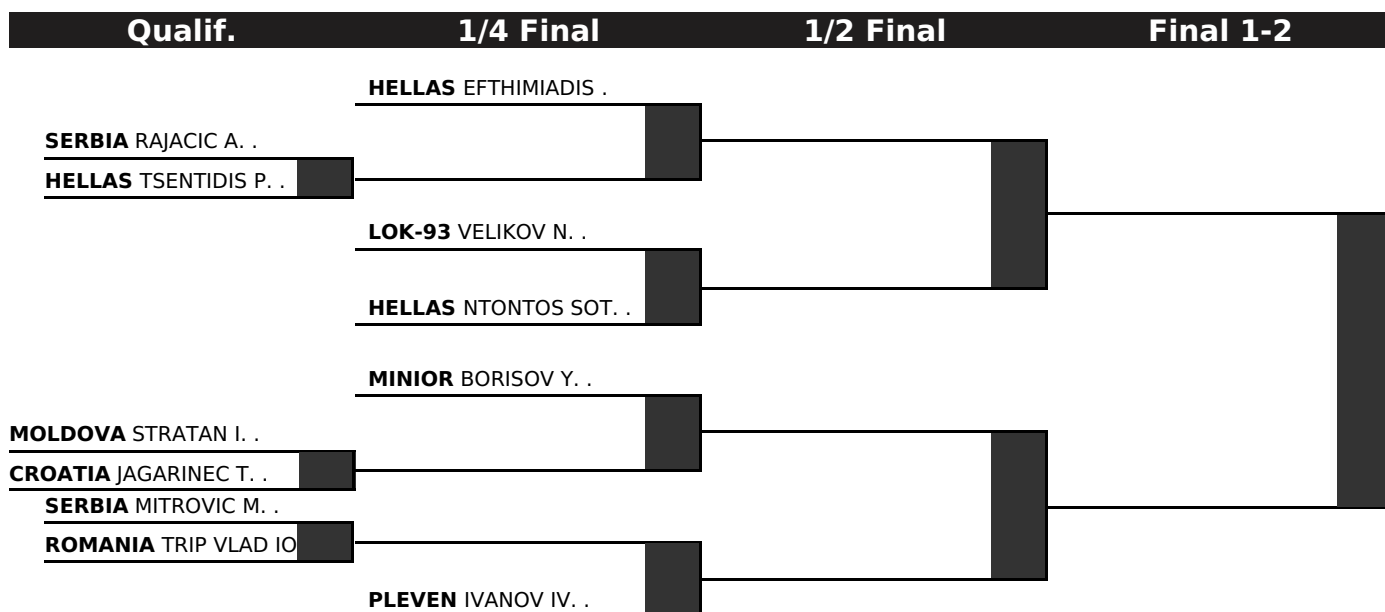 Qualif. 1/4 Final 1/2 Final Final 1-2
HELLAS EFTHIMIADIS .
SERBIA RAJACIC A. .
HELLAS TSENTIDIS P. .
LOK-93 VELIKOV N. .
HELLAS NTONTOS SOT. .
MINIOR BORISOV Y. .
MOLDOVA STRATAN I. .
CROATIA JAGARINEC T. .
SERBIA MITROVIC M. .
ROMANIA TRIP VLAD IO
PLEVEN IVANOV IV. .